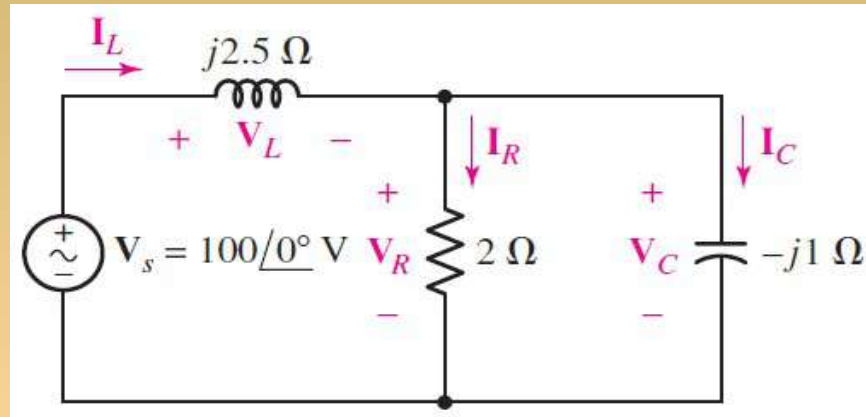 I_L
j2.5 Ω
+ V_L −
I_R
I_C
+
+
+
−
V_s = 100/0° V
V_R
2 Ω
V_C
−j1 Ω
−
−